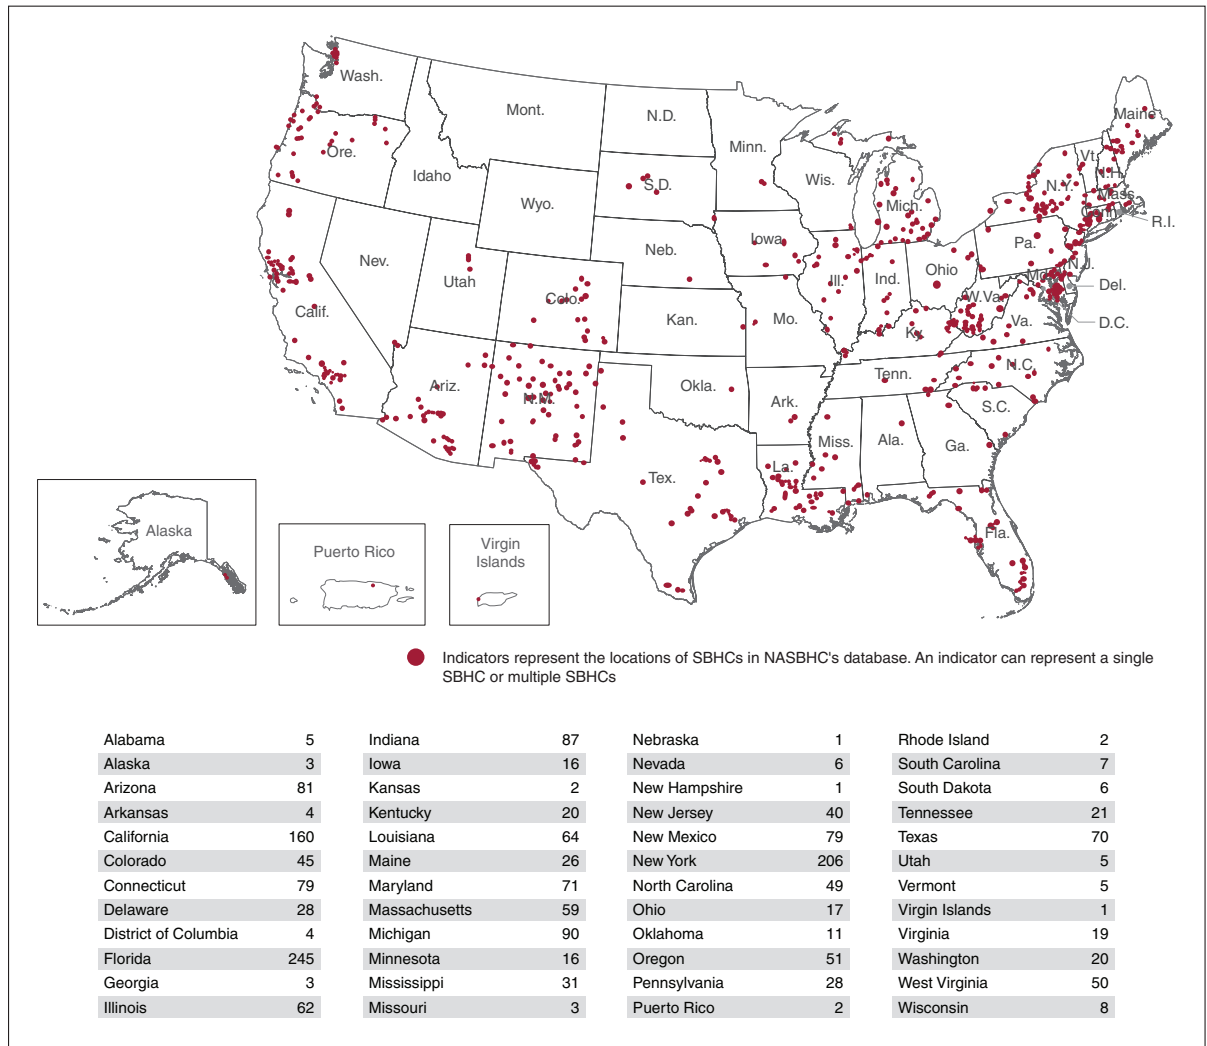 Wash.
Mont.
N.D.
Minn.
Maine
Ore.
Idaho
S.D.
Wis.
Mich.
N.Y.
Vt.
N.H.
Mass.
Conn.
R.I.
Wyo.
Nev.
Utah
Neb.
Iowa
Ill.
Ind.
Ohio
Pa.
N.J.
Md.
Del.
D.C.
Calif.
Colo.
Kan.
Mo.
Ky.
W.Va.
Va.
Ariz.
N.M.
Okla.
Ark.
Tenn.
N.C.
S.C.
Tex.
La.
Miss.
Ala.
Ga.
Fla.
Alaska
Puerto Rico
Virgin
Islands
Indicators represent the locations of SBHCs in NASBHC's database. An indicator can represent a single
SBHC or multiple SBHCs
Alabama 5
Alaska 3
Arizona 81
Arkansas 4
California 160
Colorado 45
Connecticut 79
Delaware 28
District of Columbia 4
Florida 245
Georgia 3
Illinois 62
Indiana 87
Iowa 16
Kansas 2
Kentucky 20
Louisiana 64
Maine 26
Maryland 71
Massachusetts 59
Michigan 90
Minnesota 16
Mississippi 31
Missouri 3
Nebraska 1
Nevada 6
New Hampshire 1
New Jersey 40
New Mexico 79
New York 206
North Carolina 49
Ohio 17
Oklahoma 11
Oregon 51
Pennsylvania 28
Puerto Rico 2
Rhode Island 2
South Carolina 7
South Dakota 6
Tennessee 21
Texas 70
Utah 5
Vermont 5
Virgin Islands 1
Virginia 19
Washington 20
West Virginia 50
Wisconsin 8